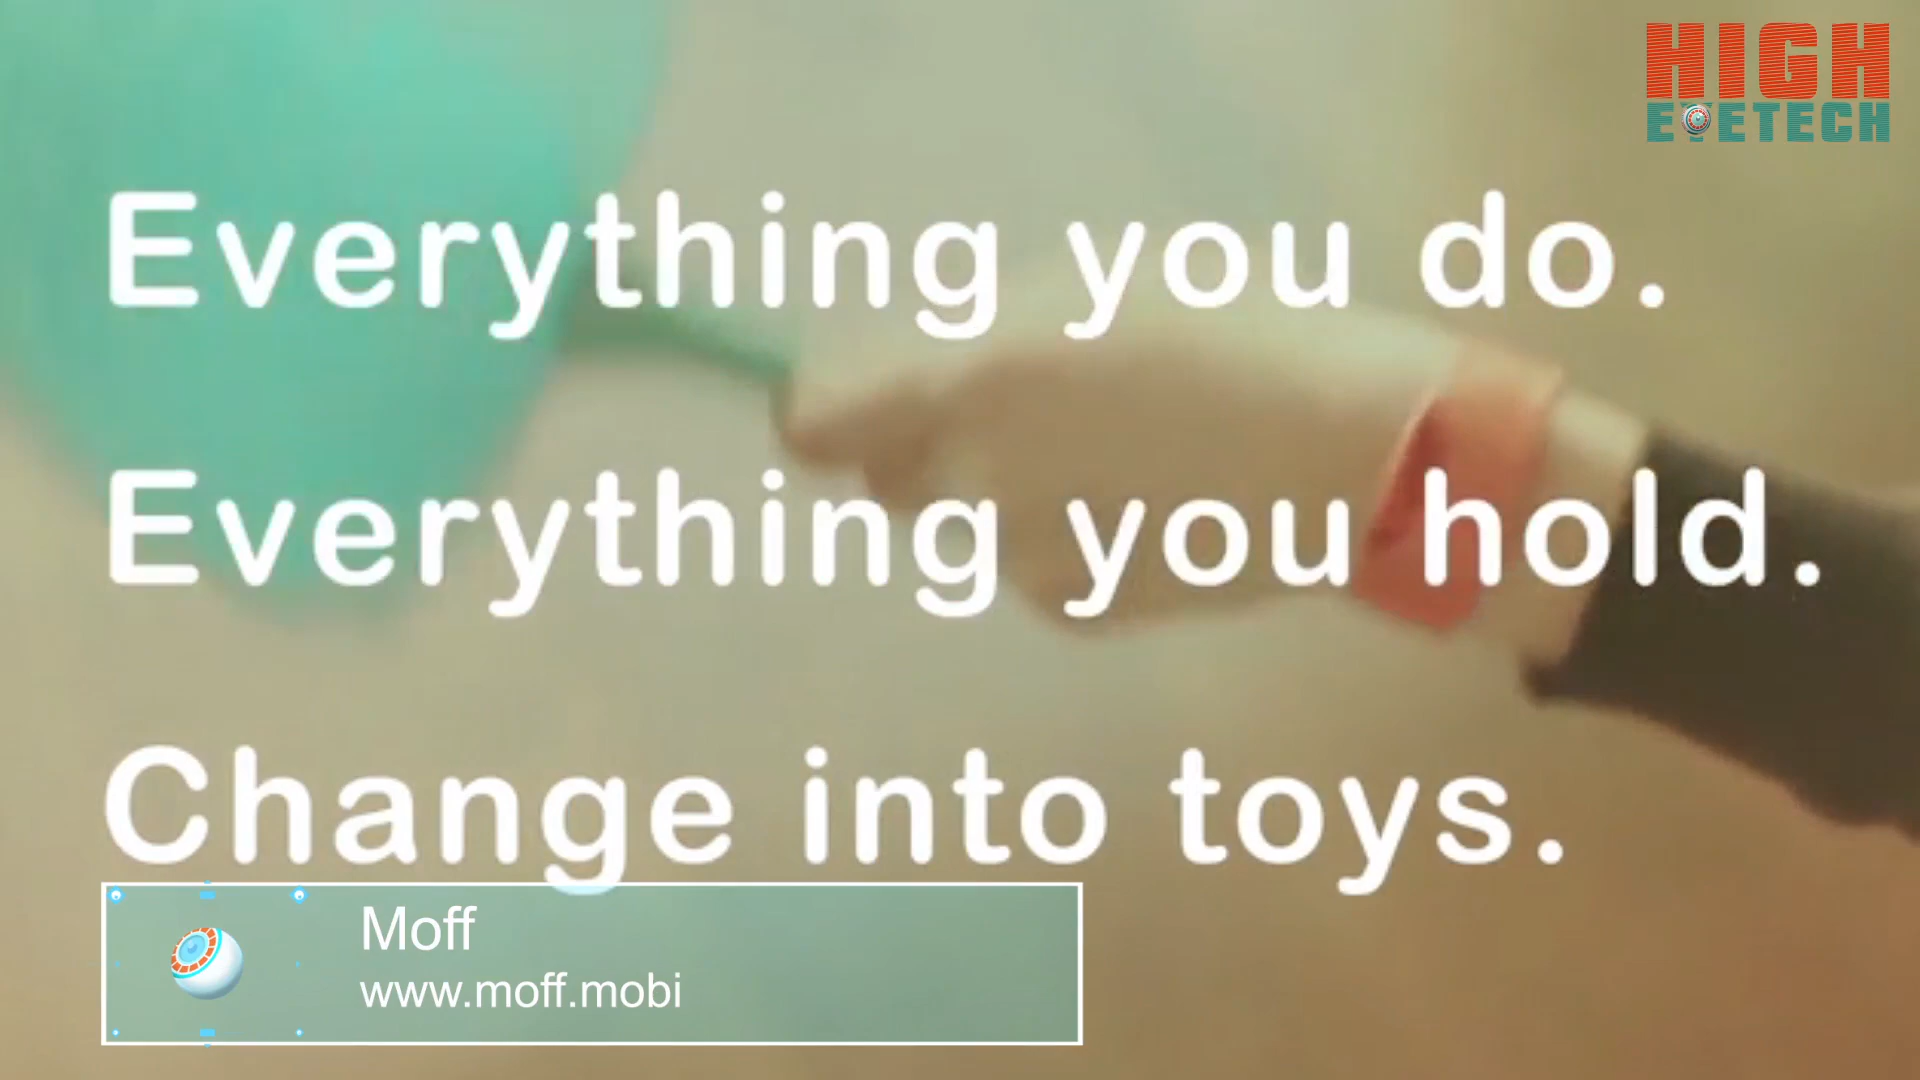 HIGH
EYETECH
Everything you do.
Everything you hold.
Change into toys.
Moff
www.moff.mobi